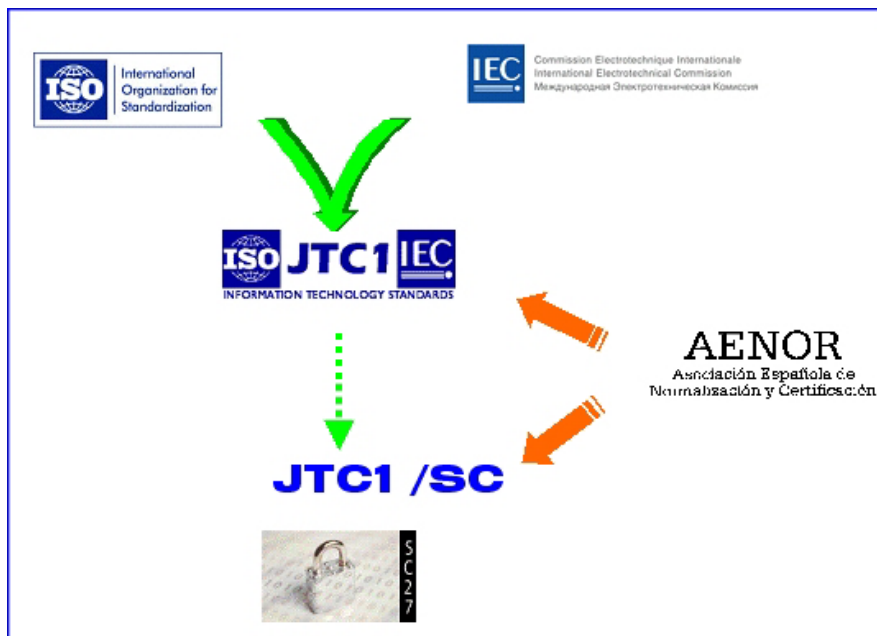 ISO
International
Organization for
Standardization
IEC
Commission Electrotechnique Internationale
International Electrotechnical Commission
Международная Электротехническая Комиссия
ISO JTC1 IEC
INFORMATION TECHNOLOGY STANDARDS
AENOR
Asociación Española de
Normalización y Certificación
JTC1 /SC
SC27